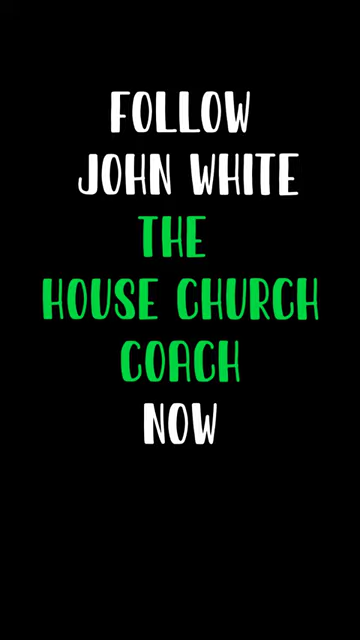 FOLLOW
JOHN WHITE
THE
HOUSE CHURCH
COACH
NOW